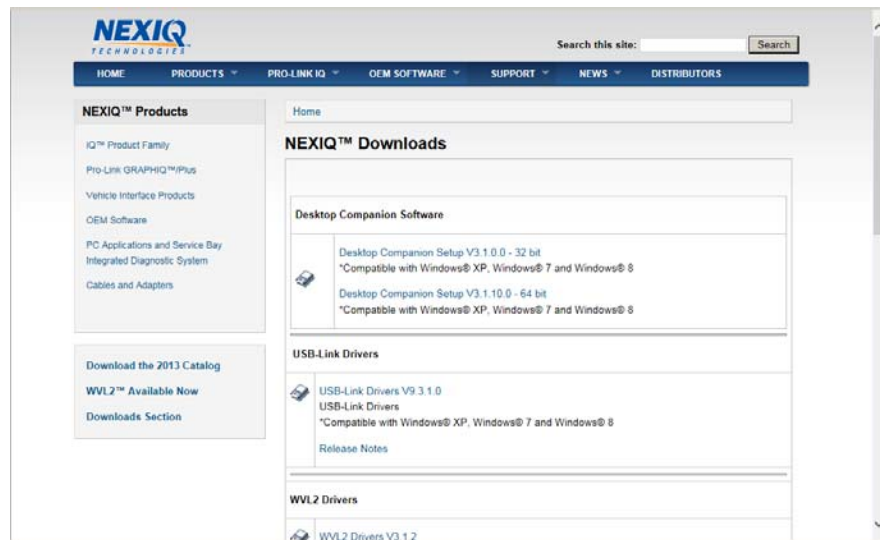 NEXIQ
TECHNOLOGIES
Search this site:
Search
HOME PRODUCTS PRO-LINK IQ OEM SOFTWARE SUPPORT NEWS DISTRIBUTORS
NEXIQ™ Products
IQ™ Product Family
Pro-Link GRAPHIQ™/Plus
Vehicle Interface Products
OEM Software
PC Applications and Service Bay
Integrated Diagnostic System
Cables and Adapters
Download the 2013 Catalog
WVL2™ Available Now
Downloads Section
Home
NEXIQ™ Downloads
Desktop Companion Software
Desktop Companion Setup V3.1.0.0 - 32 bit
*Compatible with Windows® XP, Windows® 7 and Windows® 8
Desktop Companion Setup V3.1.10.0 - 64 bit
*Compatible with Windows® XP, Windows® 7 and Windows® 8
USB-Link Drivers
USB-Link Drivers V9.3.1.0
USB-Link Drivers
*Compatible with Windows® XP, Windows® 7 and Windows® 8
Release Notes
WVL2 Drivers
WVL2 Drivers V3.1.2